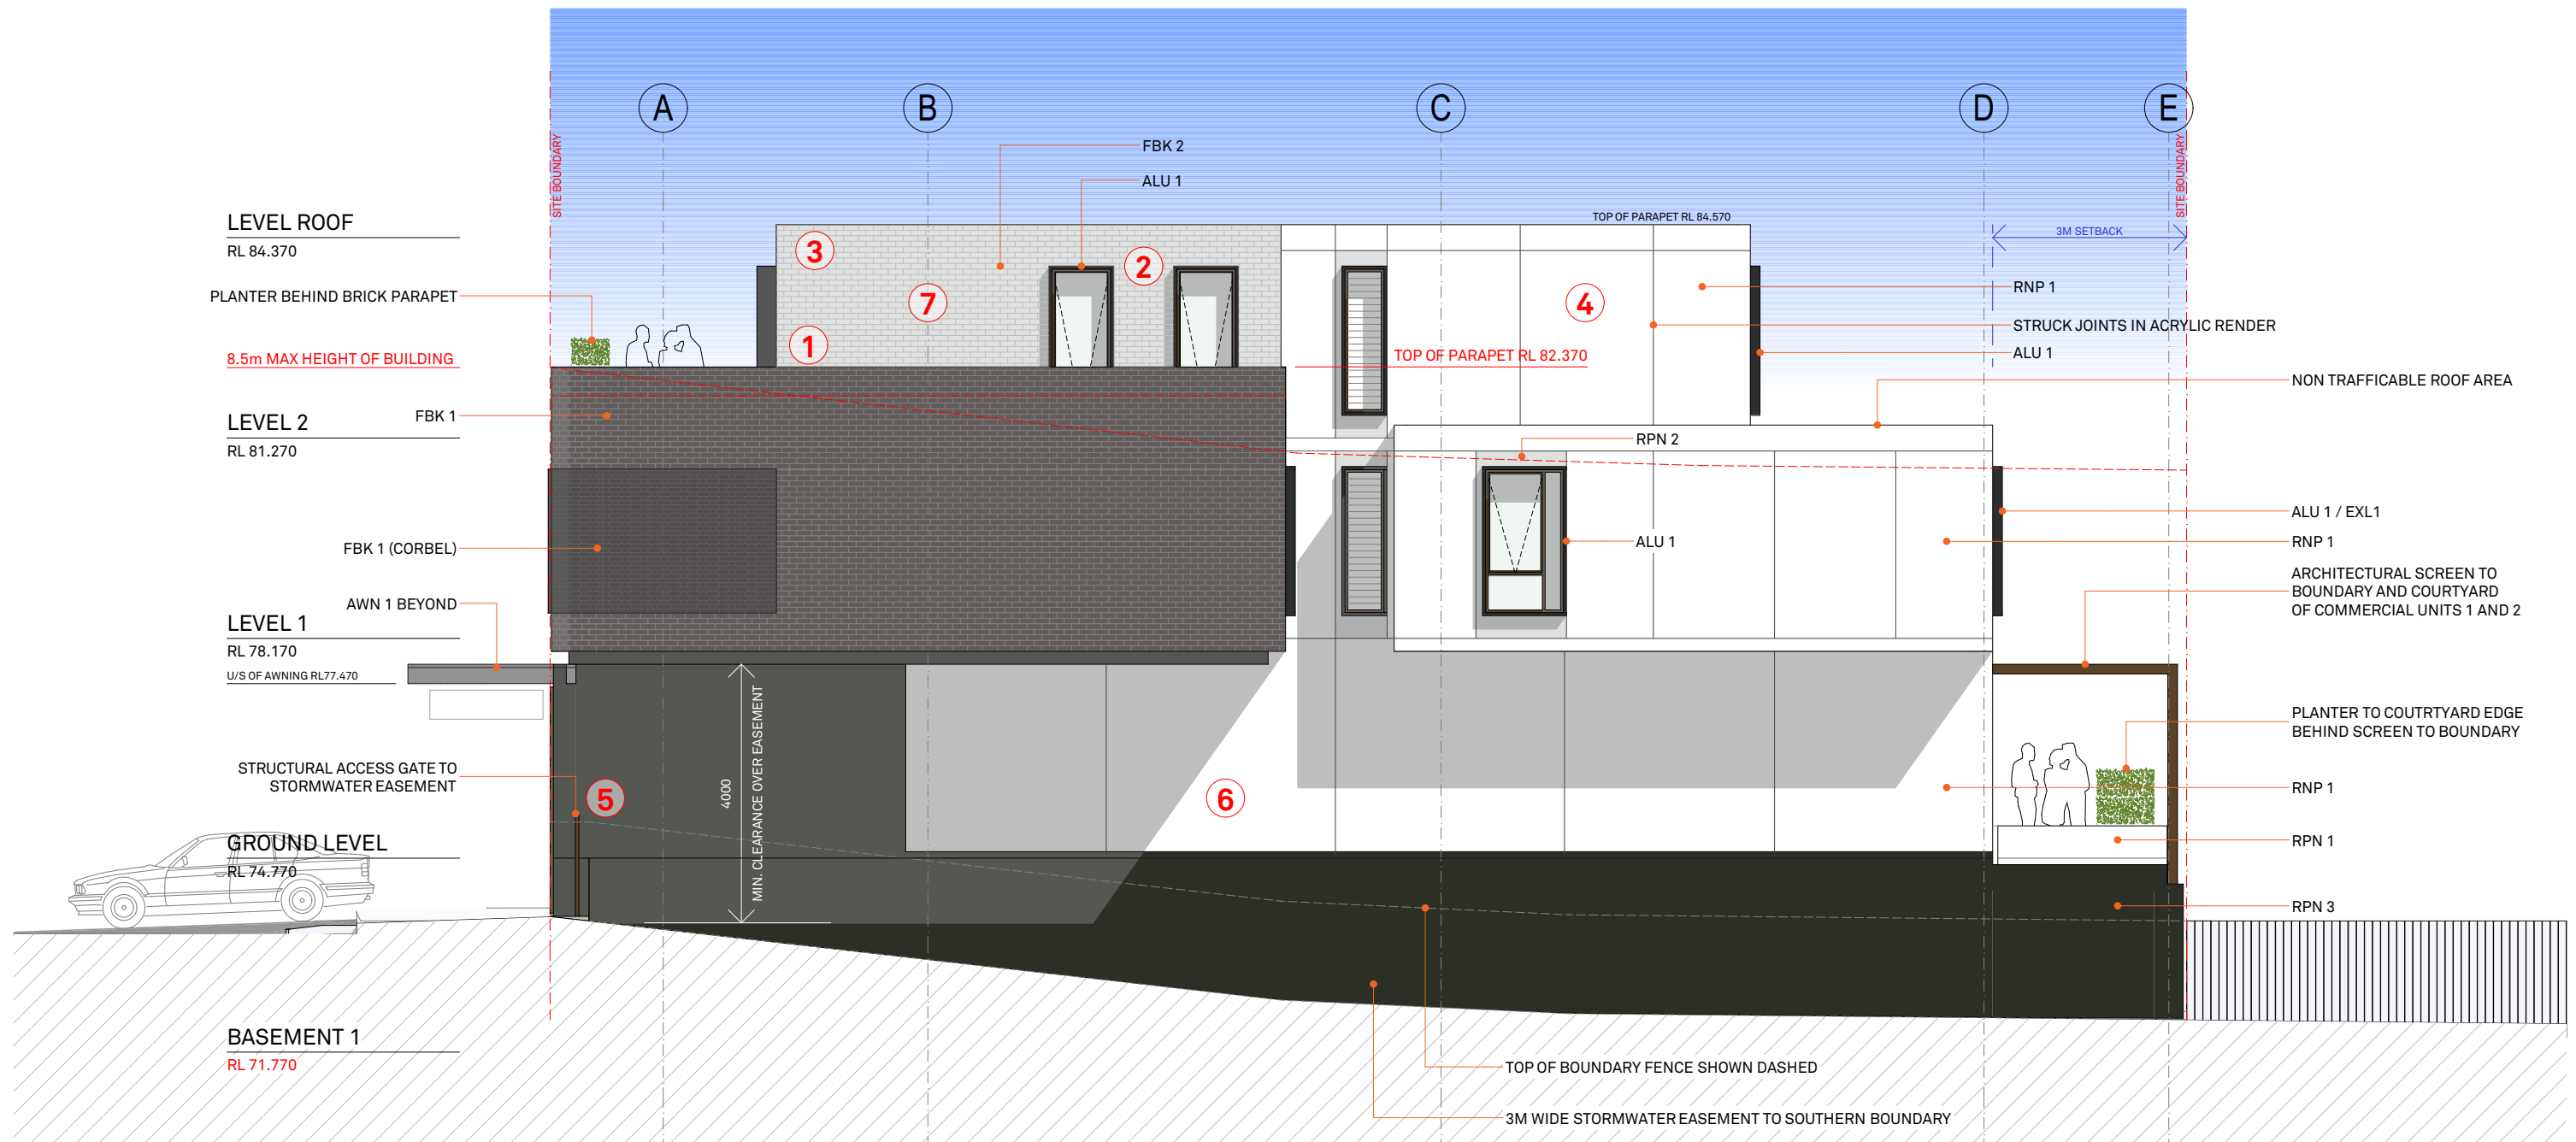 A
B
C
D
E
SITE BOUNDARY
SITE BOUNDARY
FBK 2
ALU 1
LEVEL ROOF
RL 84.370
TOP OF PARAPET RL 84.570
3M SETBACK
3
2
7
4
1
PLANTER BEHIND BRICK PARAPET
RNP 1
STRUCK JOINTS IN ACRYLIC RENDER
ALU 1
8.5m MAX HEIGHT OF BUILDING
TOP OF PARAPET RL 82.370
NON TRAFFICABLE ROOF AREA
FBK 1
LEVEL 2
RL 81.270
RPN 2
ALU 1 / EXL1
FBK 1 (CORBEL)
ALU 1
RNP 1
ARCHITECTURAL SCREEN TO
BOUNDARY AND COURTYARD
OF COMMERCIAL UNITS 1 AND 2
AWN 1 BEYOND
LEVEL 1
RL 78.170
U/S OF AWNING RL77.470
PLANTER TO COUTRTYARD EDGE
BEHIND SCREEN TO BOUNDARY
STRUCTURAL ACCESS GATE TO
STORMWATER EASEMENT
5
4000
MIN. CLEARANCE OVER EASEMENT
6
RNP 1
GROUND LEVEL
RL 74.770
RPN 1
RPN 3
BASEMENT 1
RL 71.770
TOP OF BOUNDARY FENCE SHOWN DASHED
3M WIDE STORMWATER EASEMENT TO SOUTHERN BOUNDARY